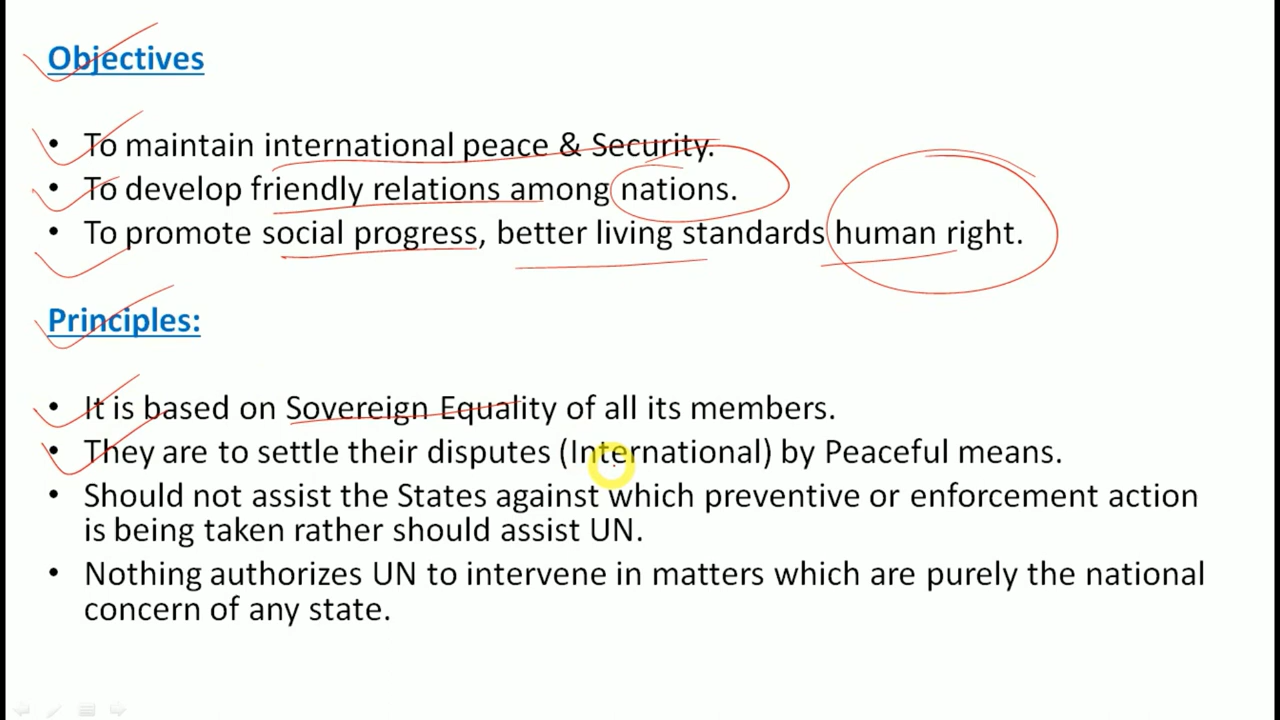 Objectives
• To maintain international peace & Security.
• To develop friendly relations among nations.
• To promote social progress, better living standards human right.
Principles:
• It is based on Sovereign Equality of all its members.
• They are to settle their disputes (International) by Peaceful means.
• Should not assist the States against which preventive or enforcement action
is being taken rather should assist UN.
• Nothing authorizes UN to intervene in matters which are purely the national
concern of any state.